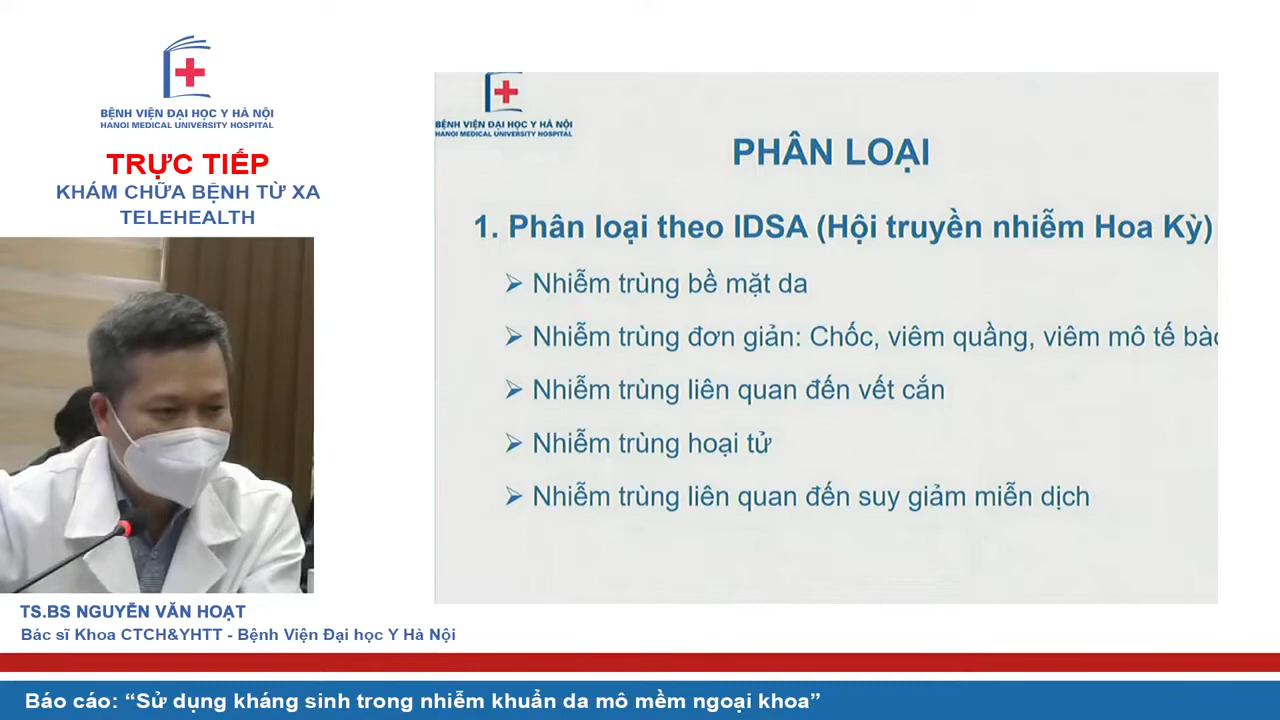 BỆNH VIỆN ĐẠI HỌC Y HÀ NỘI
HANOI MEDICAL UNIVERSITY HOSPITAL
TRỰC TIẾP
KHÁM CHỮA BỆNH TỪ XA
TELEHEALTH
BỆNH VIỆN ĐẠI HỌC Y HÀ NỘI
HANOI MEDICAL UNIVERSITY HOSPITAL
PHÂN LOẠI
1. Phân loại theo IDSA (Hội truyền nhiễm Hoa Kỳ)
➢ Nhiễm trùng bề mặt da
➢ Nhiễm trùng đơn giản: Chốc, viêm quầng, viêm mô tế bào
➢ Nhiễm trùng liên quan đến vết cắn
➢ Nhiễm trùng hoại tử
➢ Nhiễm trùng liên quan đến suy giảm miễn dịch
TS.BS NGUYỄN VĂN HOẠT
Bác sĩ Khoa CTCH&YHTT - Bệnh Viện Đại học Y Hà Nội
Báo cáo: “Sử dụng kháng sinh trong nhiễm khuẩn da mô mềm ngoại khoa”